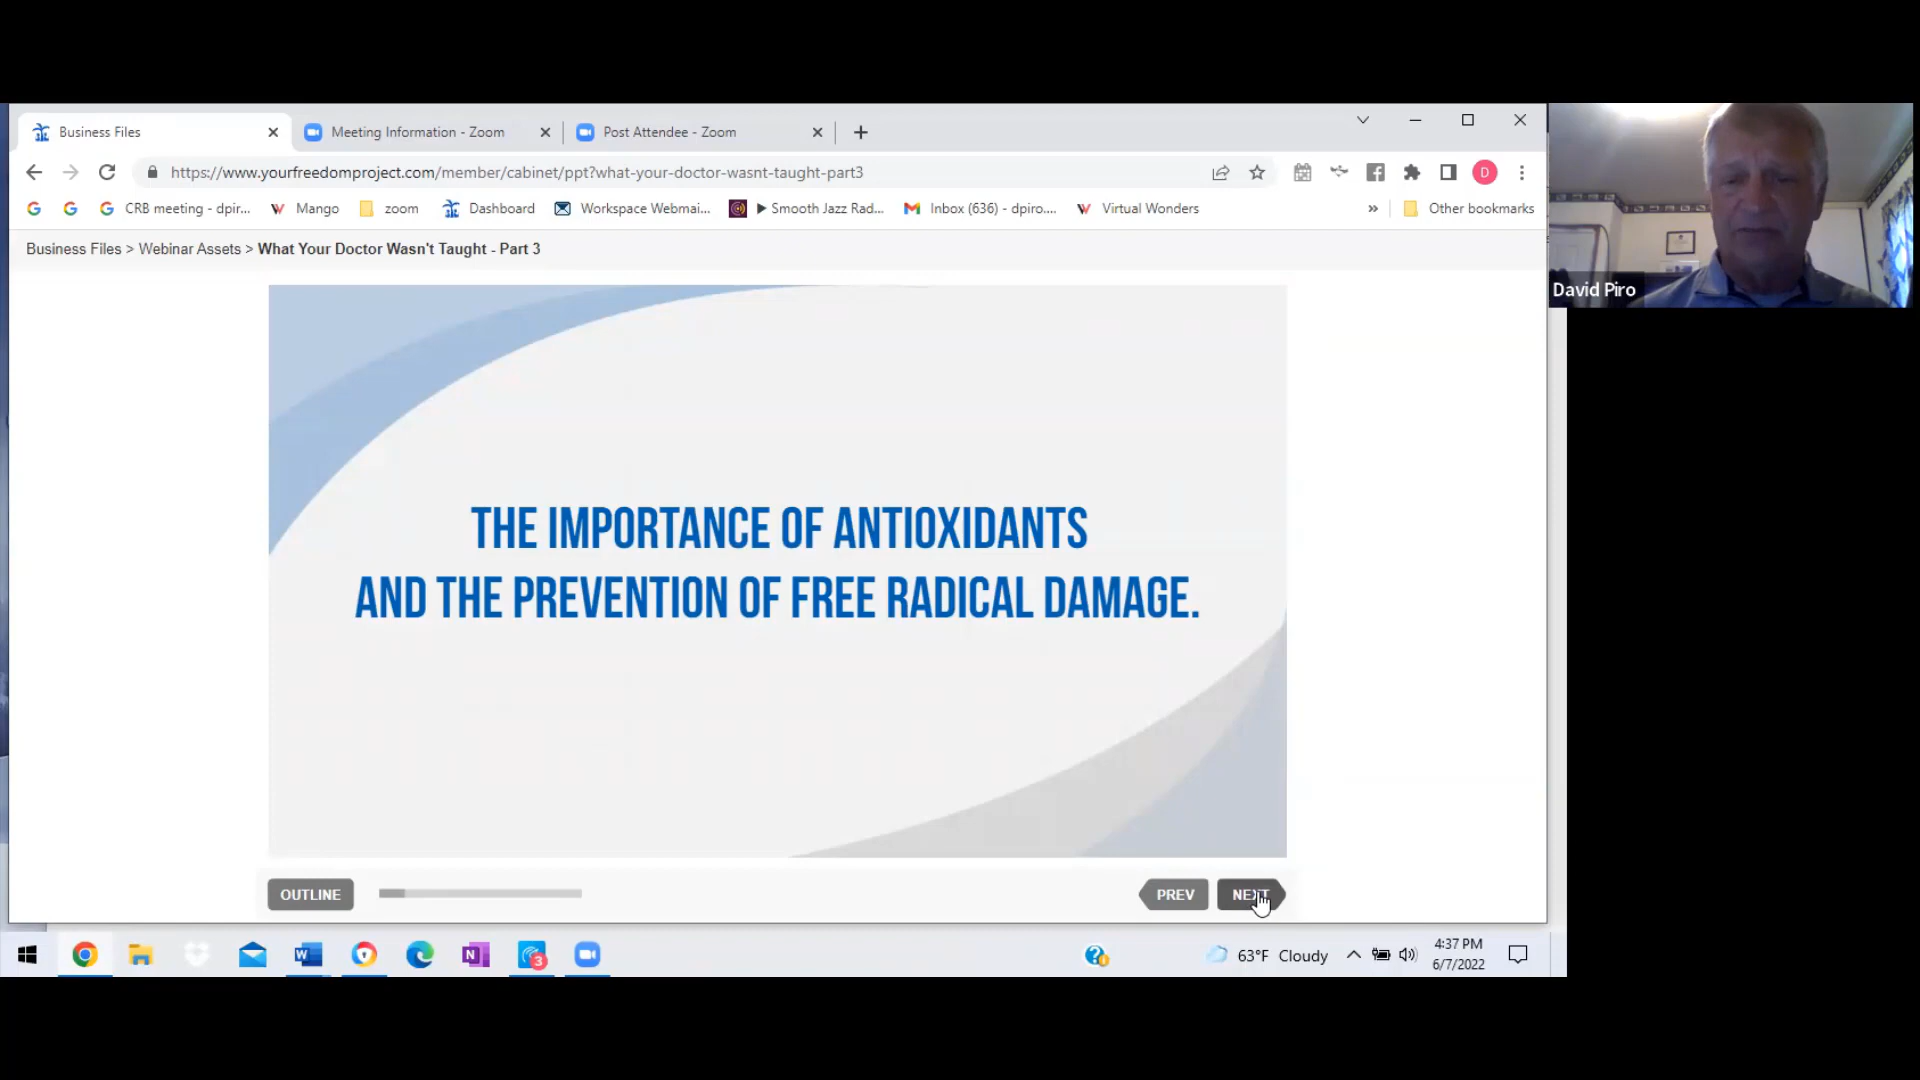 Business Files
Meeting Information - Zoom
Post Attendee - Zoom
https://www.yourfreedomproject.com/member/cabinet/ppt?what-your-doctor-wasnt-taught-part3
D
CRB meeting - dpir...
Mango
zoom
Dashboard
Workspace Webmai...
Smooth Jazz Rad...
Inbox (636) - dpiro....
Virtual Wonders
»
Other bookmarks
Business Files > Webinar Assets > What Your Doctor Wasn't Taught - Part 3
David Piro
THE IMPORTANCE OF ANTIOXIDANTS
AND THE PREVENTION OF FREE RADICAL DAMAGE.
OUTLINE
PREV
NEXT
3
63°F Cloudy
4:37 PM
6/7/2022